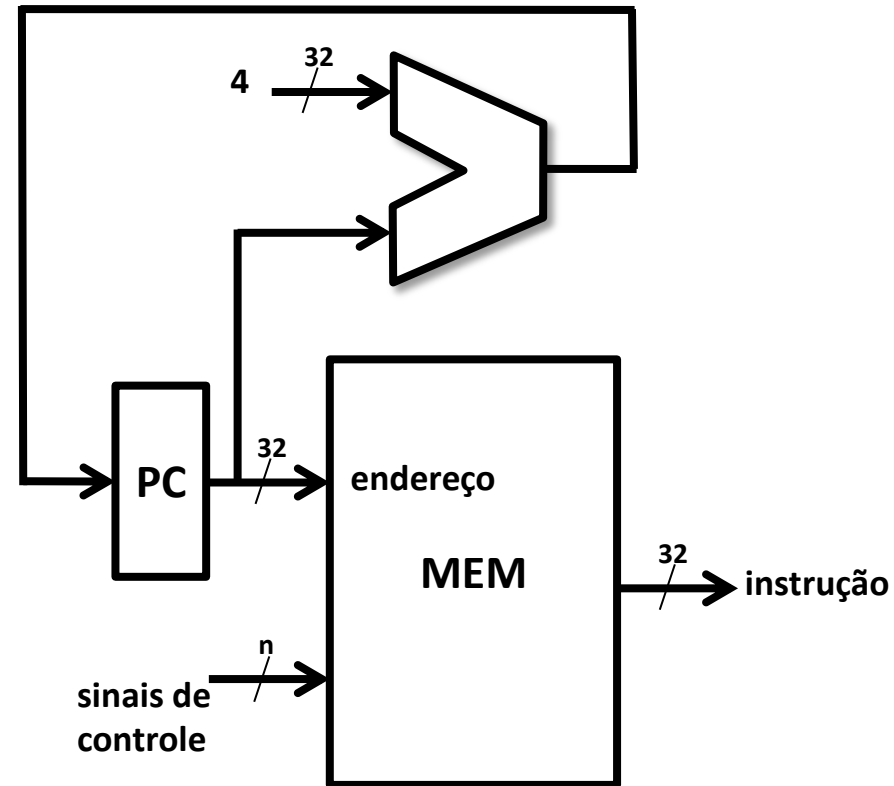 32
4
32
PC
endereço
MEM
32
instrução
n
sinais de
controle